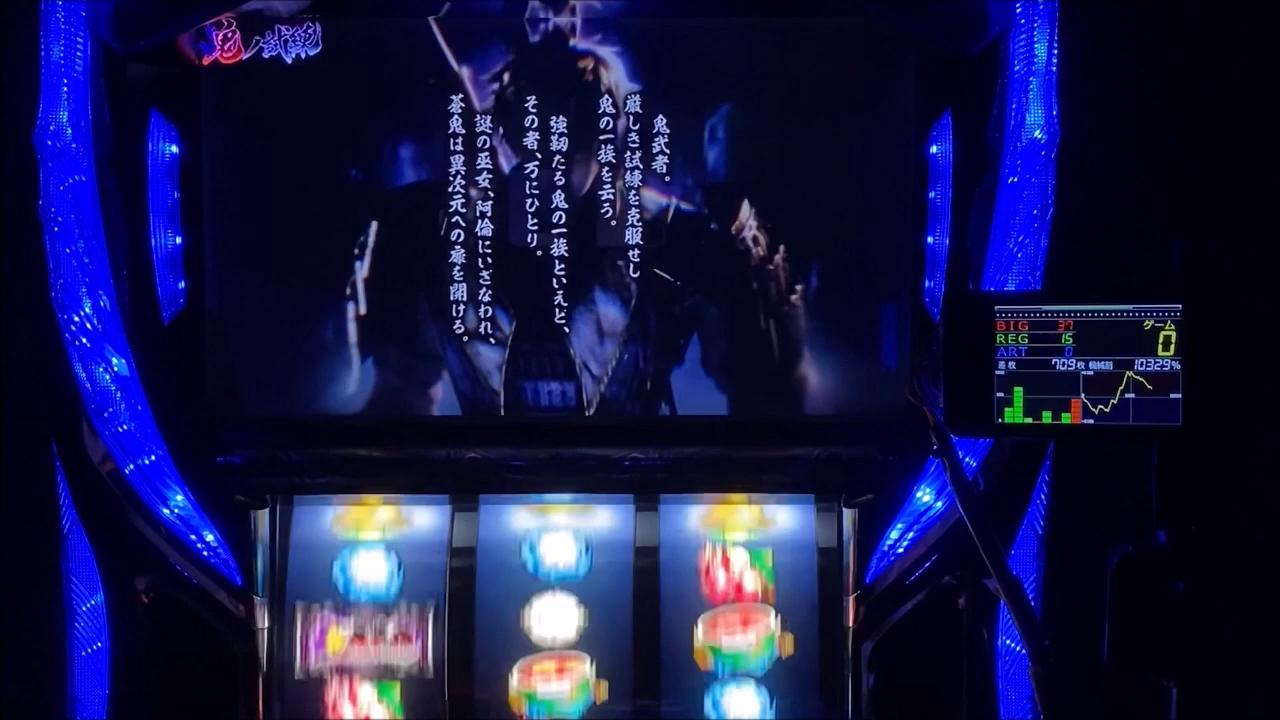 鬼ノ試練
鬼武者。
厳しき試練を克服せし
鬼の一族を云う。
強靭たる鬼の一族といえど、
その者、万にひとり。
謎の巫女、阿倫にいざなわれ、
蒼鬼は異次元への扉を開ける。
BIG 37
REG 15
ART 0
ゲーム
0
差枚 709枚 機械割 103.29%